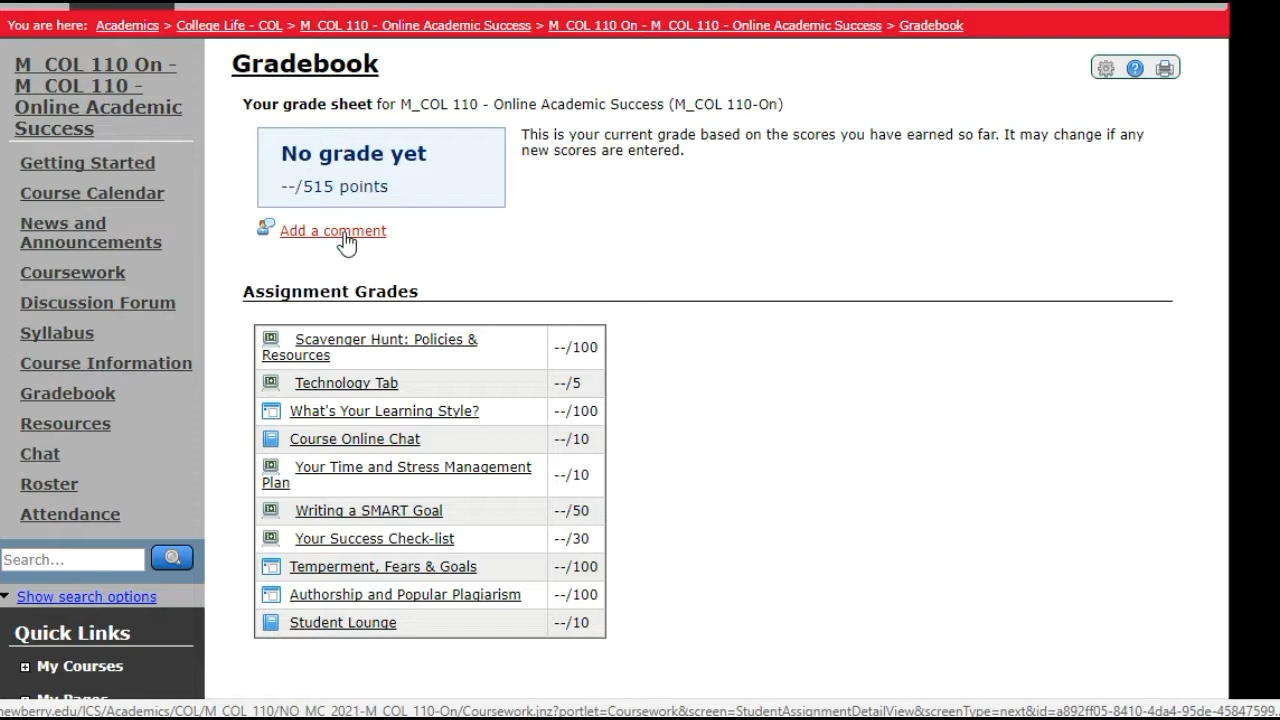 You are here: Academics > College Life - COL > M_COL 110 - Online Academic Success > M_COL 110 On - M_COL 110 - Online Academic Success > Gradebook
M_COL 110 On -
M_COL 110 -
Online Academic
Success
Getting Started
Course Calendar
News and
Announcements
Coursework
Discussion Forum
Syllabus
Course Information
Gradebook
Resources
Chat
Roster
Attendance
Search...
Show search options
Quick Links
My Courses
My Pages
Gradebook
Your grade sheet for M_COL 110 - Online Academic Success (M_COL 110-On)
No grade yet
--/515 points
This is your current grade based on the scores you have earned so far. It may change if any
new scores are entered.
Add a comment
Assignment Grades
Scavenger Hunt: Policies &
Resources
--/100
Technology Tab --/5
What's Your Learning Style? --/100
Course Online Chat --/10
Your Time and Stress Management
Plan
--/10
Writing a SMART Goal --/50
Your Success Check-list --/30
Temperment, Fears & Goals --/100
Authorship and Popular Plagiarism --/100
Student Lounge --/10
newberry.edu/ICS/Academics/COL/M_COL_110/NO_MC_2021-M_COL_110-On/Coursework.jnz?portlet=Coursework&screen=StudentAssignmentDetailView&screenType=next&id=a892ff05-8410-4da4-95de-45847599